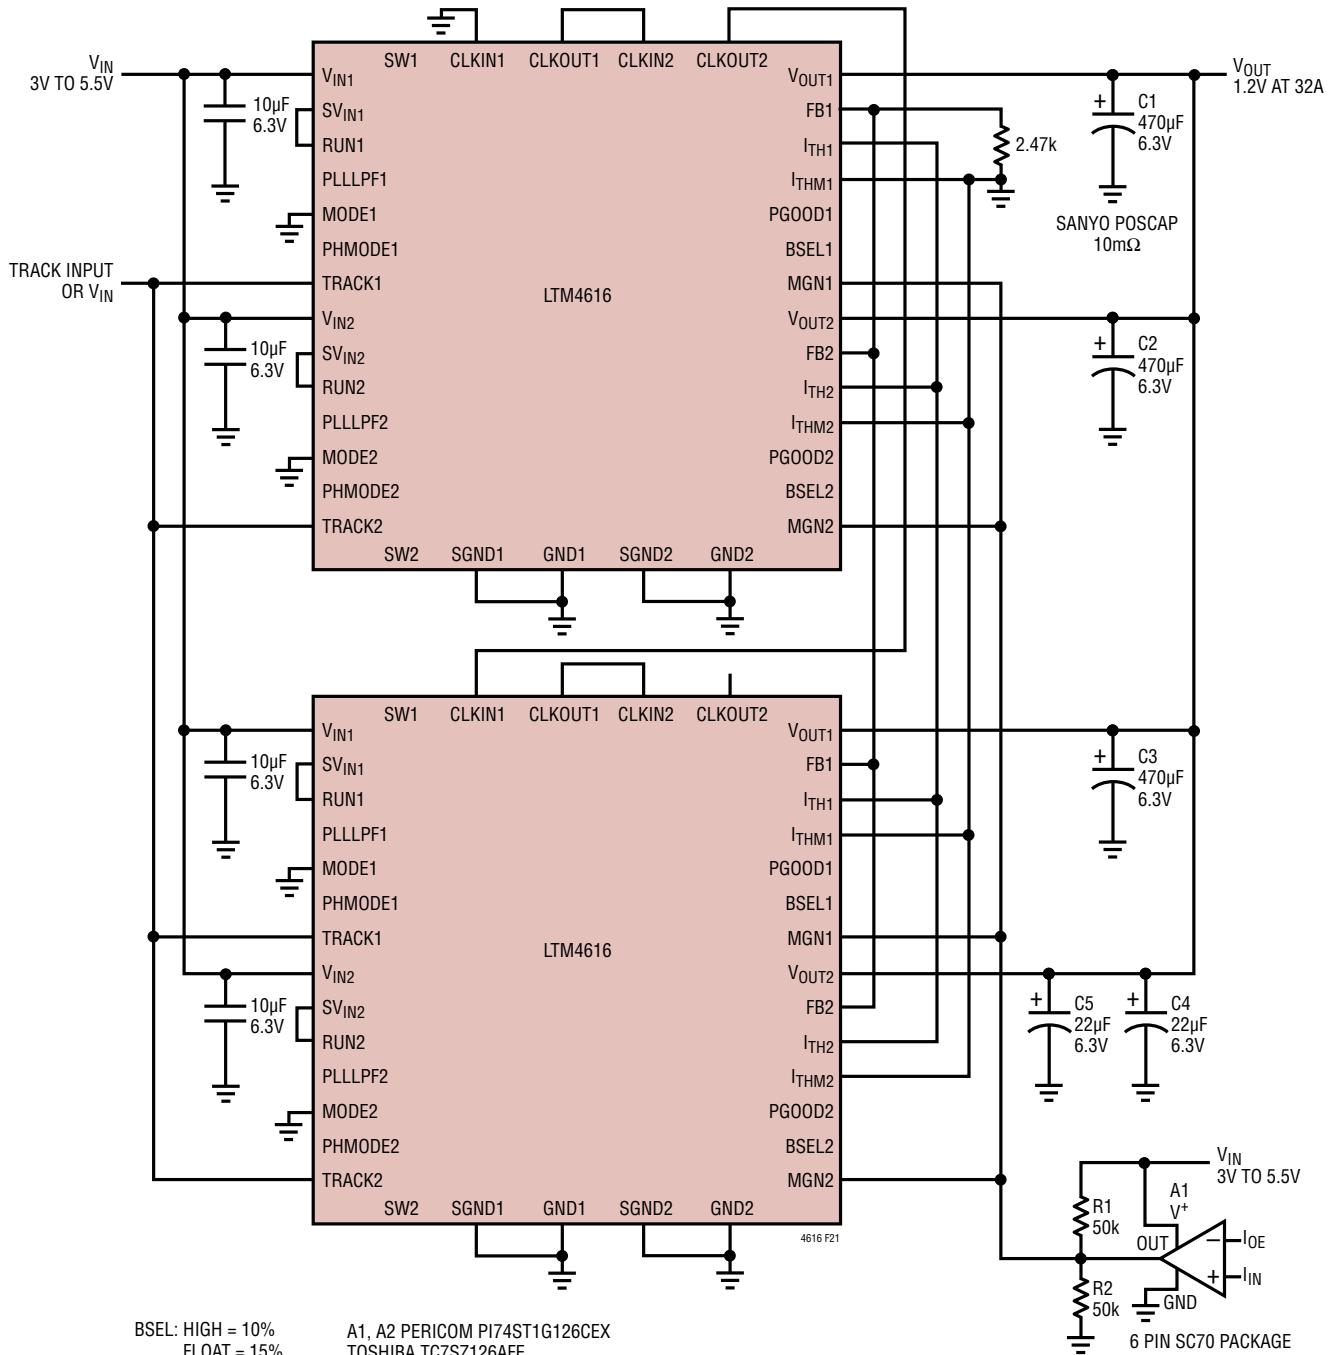 VIN
3V TO 5.5V
10µF
6.3V
TRACK INPUT
OR VIN
10µF
6.3V
SW1 CLKIN1 CLKOUT1 CLKIN2 CLKOUT2
VIN1
SVIN1
RUN1
PLLLPF1
MODE1
PHMODE1
TRACK1
VIN2
SVIN2
RUN2
PLLLPF2
MODE2
PHMODE2
TRACK2
LTM4616
VOUT1
FB1
ITH1
ITHM1
PGOOD1
BSEL1
MGN1
VOUT2
FB2
ITH2
ITHM2
PGOOD2
BSEL2
MGN2
SW2 SGND1 GND1 SGND2 GND2
2.47k
VOUT
1.2V AT 32A
+ C1
470µF
6.3V
SANYO POSCAP
10mΩ
+ C2
470µF
6.3V
10µF
6.3V
10µF
6.3V
SW1 CLKIN1 CLKOUT1 CLKIN2 CLKOUT2
VIN1
SVIN1
RUN1
PLLLPF1
MODE1
PHMODE1
TRACK1
VIN2
SVIN2
RUN2
PLLLPF2
MODE2
PHMODE2
TRACK2
LTM4616
VOUT1
FB1
ITH1
ITHM1
PGOOD1
BSEL1
MGN1
VOUT2
FB2
ITH2
ITHM2
PGOOD2
BSEL2
MGN2
SW2 SGND1 GND1 SGND2 GND2
4616 F21
+ C3
470µF
6.3V
+ C5
22µF
6.3V
+ C4
22µF
6.3V
VIN
3V TO 5.5V
R1
50k
A1
V+
OUT
− IOE
+ IIN
R2
50k
GND
6 PIN SC70 PACKAGE
BSEL: HIGH = 10%
FLOAT = 15%
A1, A2 PERICOM PI74ST1G126CEX
TOSHIBA TC7SZ126AFE